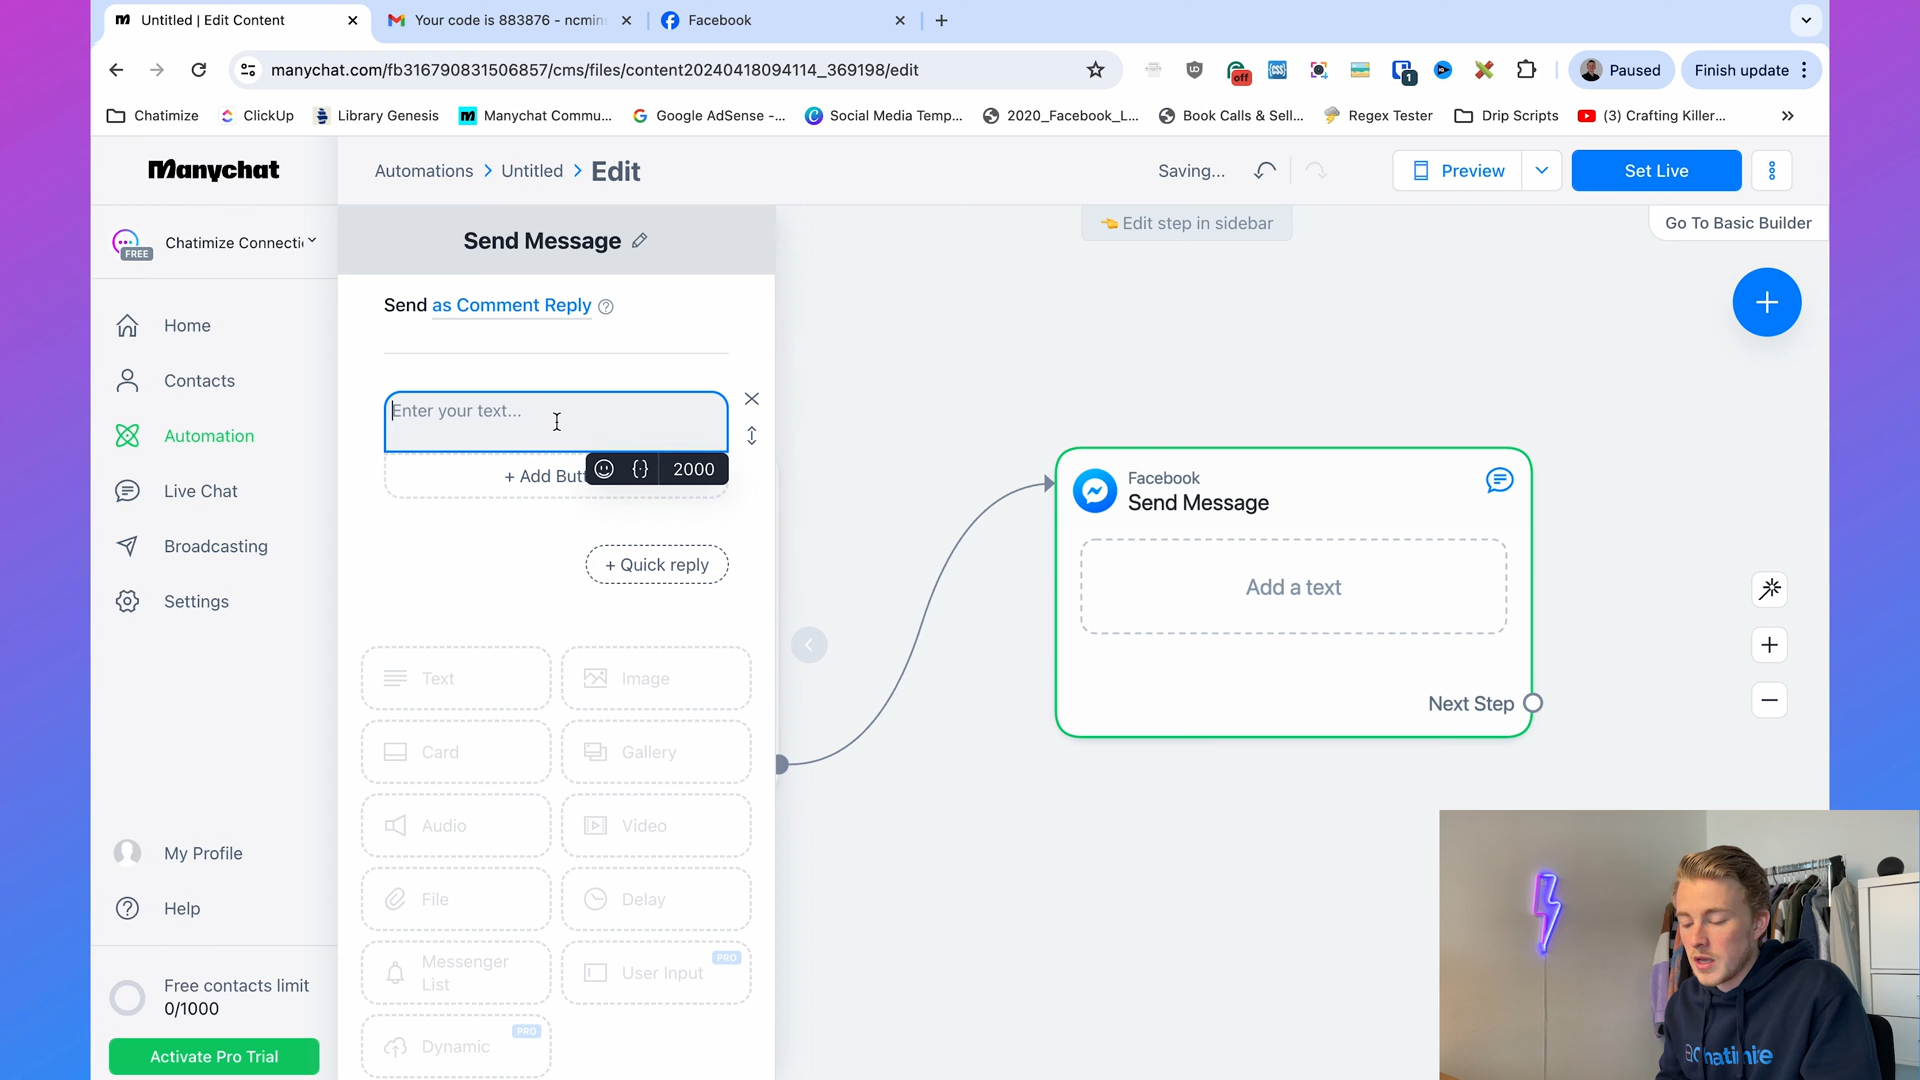 Untitled | Edit Content
Your code is 883876 - ncmin
Facebook
manychat.com/fb316790831506857/cms/files/content20240418094114_369198/edit
off
1
Paused
Finish update
Chatimize
ClickUp
Library Genesis
Manychat Commu...
Google AdSense -...
Social Media Temp...
2020_Facebook_L...
Book Calls & Sell...
Regex Tester
Drip Scripts
(3) Crafting Killer...
Manychat
Automations > Untitled > Edit
Saving...
Preview
Set Live
Chatimize Connecti
FREE
Send Message
Edit step in sidebar
Go To Basic Builder
Home
Contacts
Automation
Live Chat
Broadcasting
Settings
My Profile
Help
Free contacts limit
0/1000
Activate Pro Trial
Send as Comment Reply
Enter your text...
+ Add Butt
2000
+ Quick reply
Text
Image
Card
Gallery
Audio
Video
File
Delay
Messenger
List
User Input
PRO
Dynamic
PRO
Facebook
Send Message
Add a text
Next Step